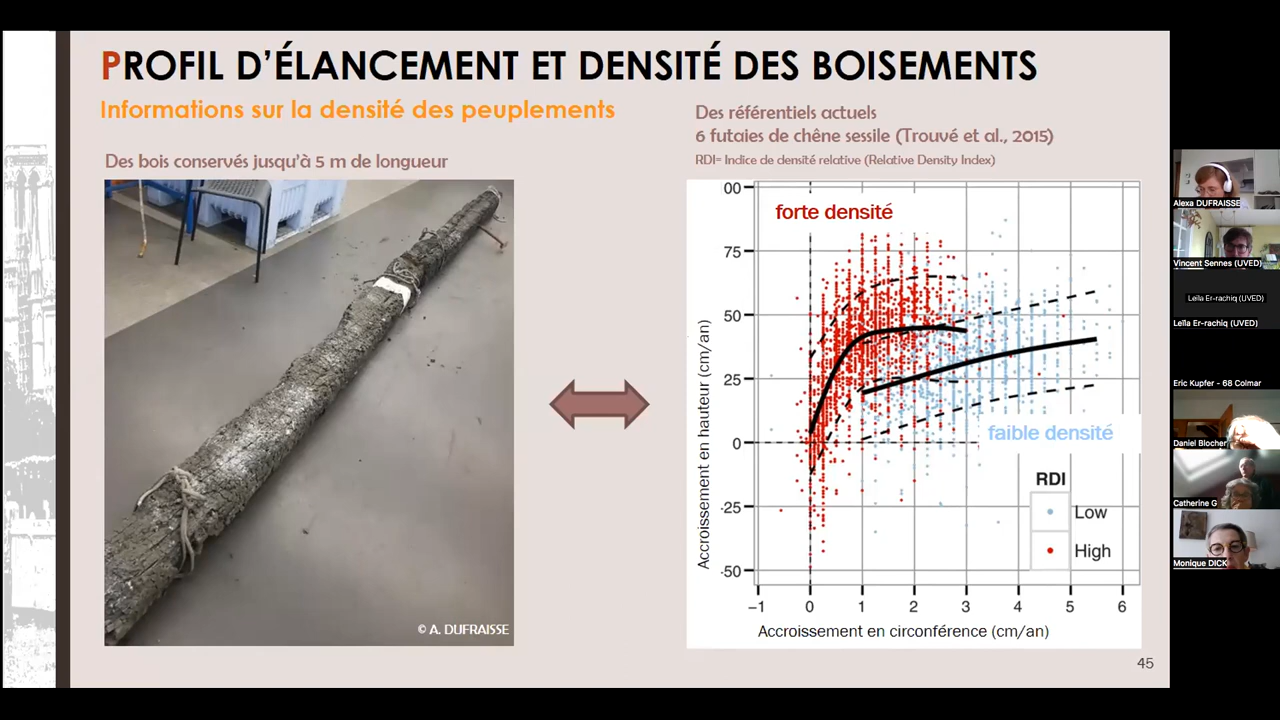 PROFIL D'ÉLANCEMENT ET DENSITÉ DES BOISEMENTS
Informations sur la densité des peuplements
Des bois conservés jusqu'à 5 m de longueur
© A. DUFRAISSE
Des référentiels actuels
6 futaies de chêne sessile (Trouvé et al., 2015)
RDI= Indice de densité relative (Relative Density Index)
forte densité
faible densité
00
75
50
25
0
-25
-50
Accroissement en hauteur (cm/an)
RDI
Low
High
−1 0 1 2 3 4 5 6
Accroissement en circonférence (cm/an)
45
Alexa DUFRAISSE
Vincent Sennes (UVED)
Leïla Er-rachiq (UVED)
Leïla Er-rachiq (UVED)
Eric Kupfer - 68 Colmar
Daniel Blocher
Catherine G
Monique DICK